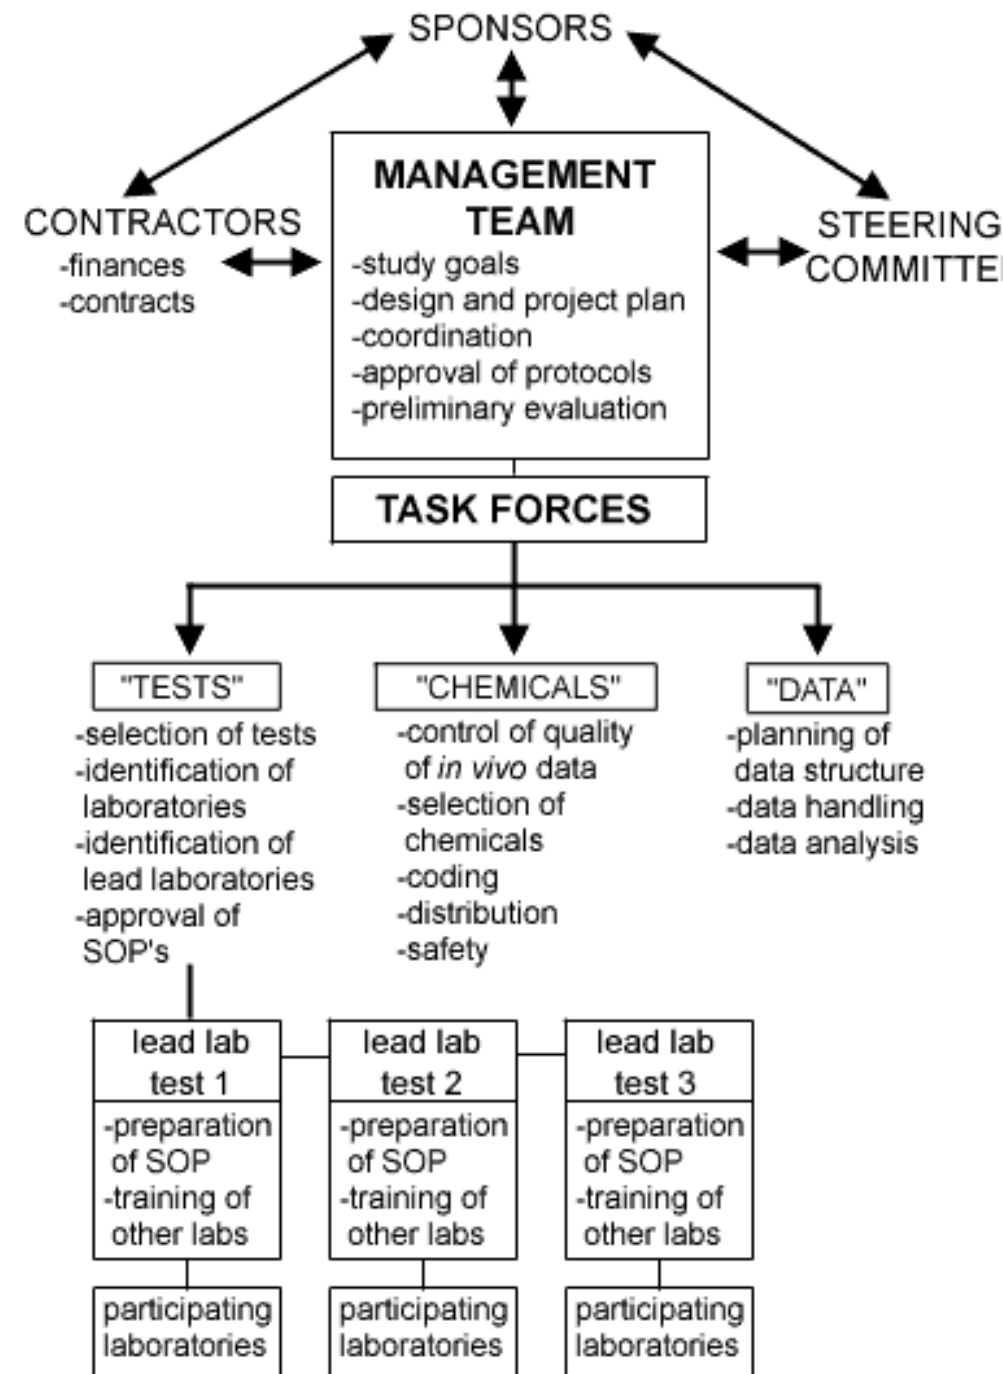 SPONSORS
CONTRACTORS
-finances
-contracts
MANAGEMENT
TEAM
-study goals
-design and project plan
-coordination
-approval of protocols
-preliminary evaluation
STEERING
COMMITTE
TASK FORCES
"TESTS"
-selection of tests
-identification of
laboratories
-identification of
lead laboratories
-approval of
SOP's
"CHEMICALS"
-control of quality
of in vivo data
-selection of
chemicals
-coding
-distribution
-safety
"DATA"
-planning of
data structure
-data handling
-data analysis
lead lab
test 1
-preparation
of SOP
-training of
other labs
participating
laboratories
lead lab
test 2
-preparation
of SOP
-training of
other labs
participating
laboratories
lead lab
test 3
-preparation
of SOP
-training of
other labs
participating
laboratories